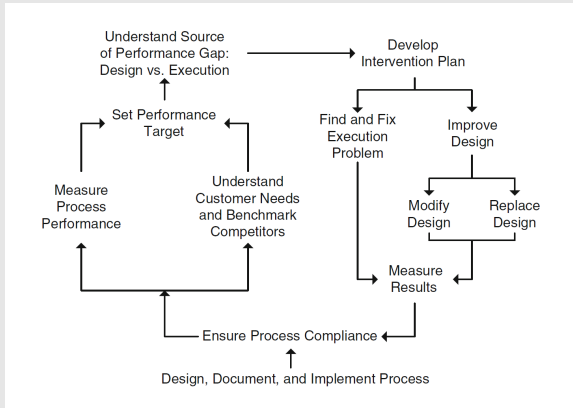 Understand Source
of Performance Gap:
Design vs. Execution
Develop
Intervention Plan
Set Performance
Target
Find and Fix
Execution
Problem
Improve
Design
Measure
Process
Performance
Understand
Customer Needs
and Benchmark
Competitors
Modify
Design
Replace
Design
Measure
Results
Ensure Process Compliance
Design, Document, and Implement Process